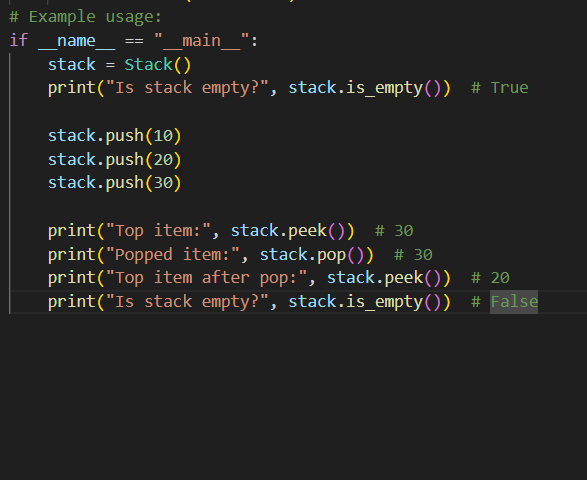 # Example usage:
if __name__ == "__main__":
    stack = Stack()
    print("Is stack empty?", stack.is_empty())  # True

    stack.push(10)
    stack.push(20)
    stack.push(30)

    print("Top item:", stack.peek())  # 30
    print("Popped item:", stack.pop())  # 30
    print("Top item after pop:", stack.peek())  # 20
    print("Is stack empty?", stack.is_empty())  # False